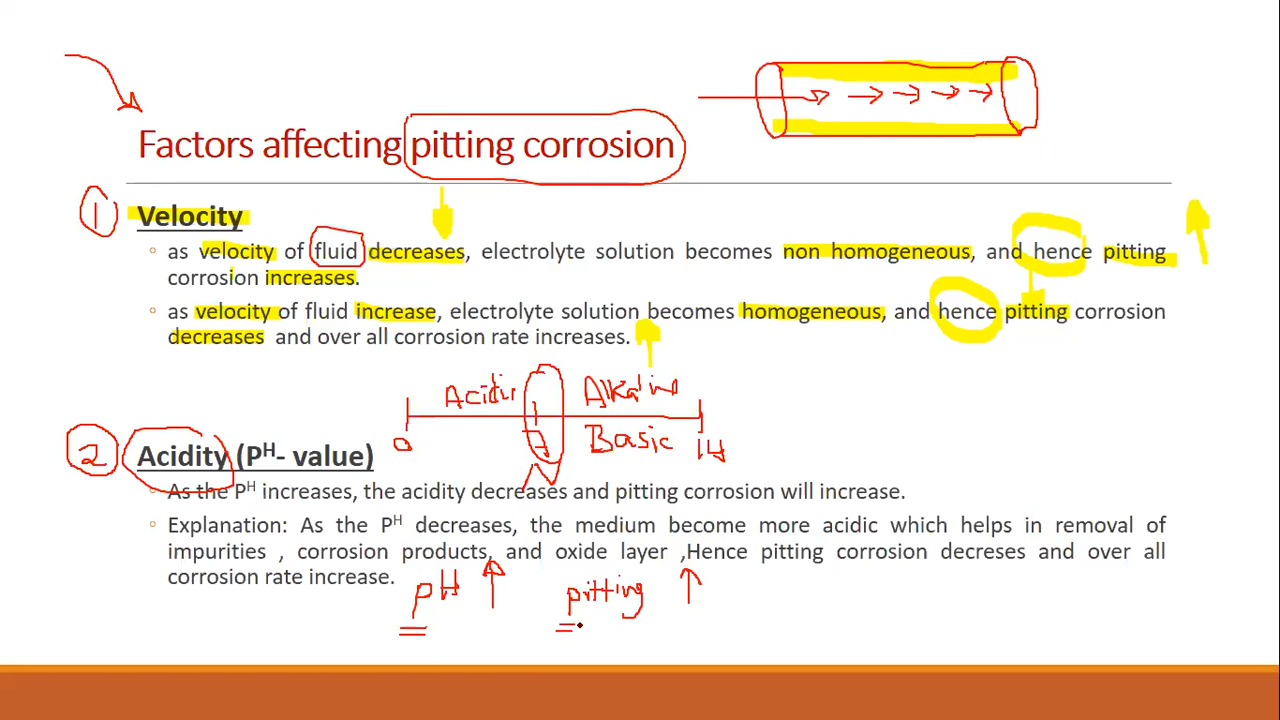 Factors affecting pitting corrosion
1 Velocity
◦ as velocity of fluid decreases, electrolyte solution becomes non homogeneous, and hence pitting
corrosion increases.
◦ as velocity of fluid increase, electrolyte solution becomes homogeneous, and hence pitting corrosion
decreases and over all corrosion rate increases.
Acidic Alkaline
0 7 Basic 14
N
2 Acidity (Pᴴ- value)
◦ As the Pᴴ increases, the acidity decreases and pitting corrosion will increase.
◦ Explanation: As the Pᴴ decreases, the medium become more acidic which helps in removal of
impurities , corrosion products, and oxide layer ,Hence pitting corrosion decreses and over all
corrosion rate increase.
pH ↑ pitting ↑